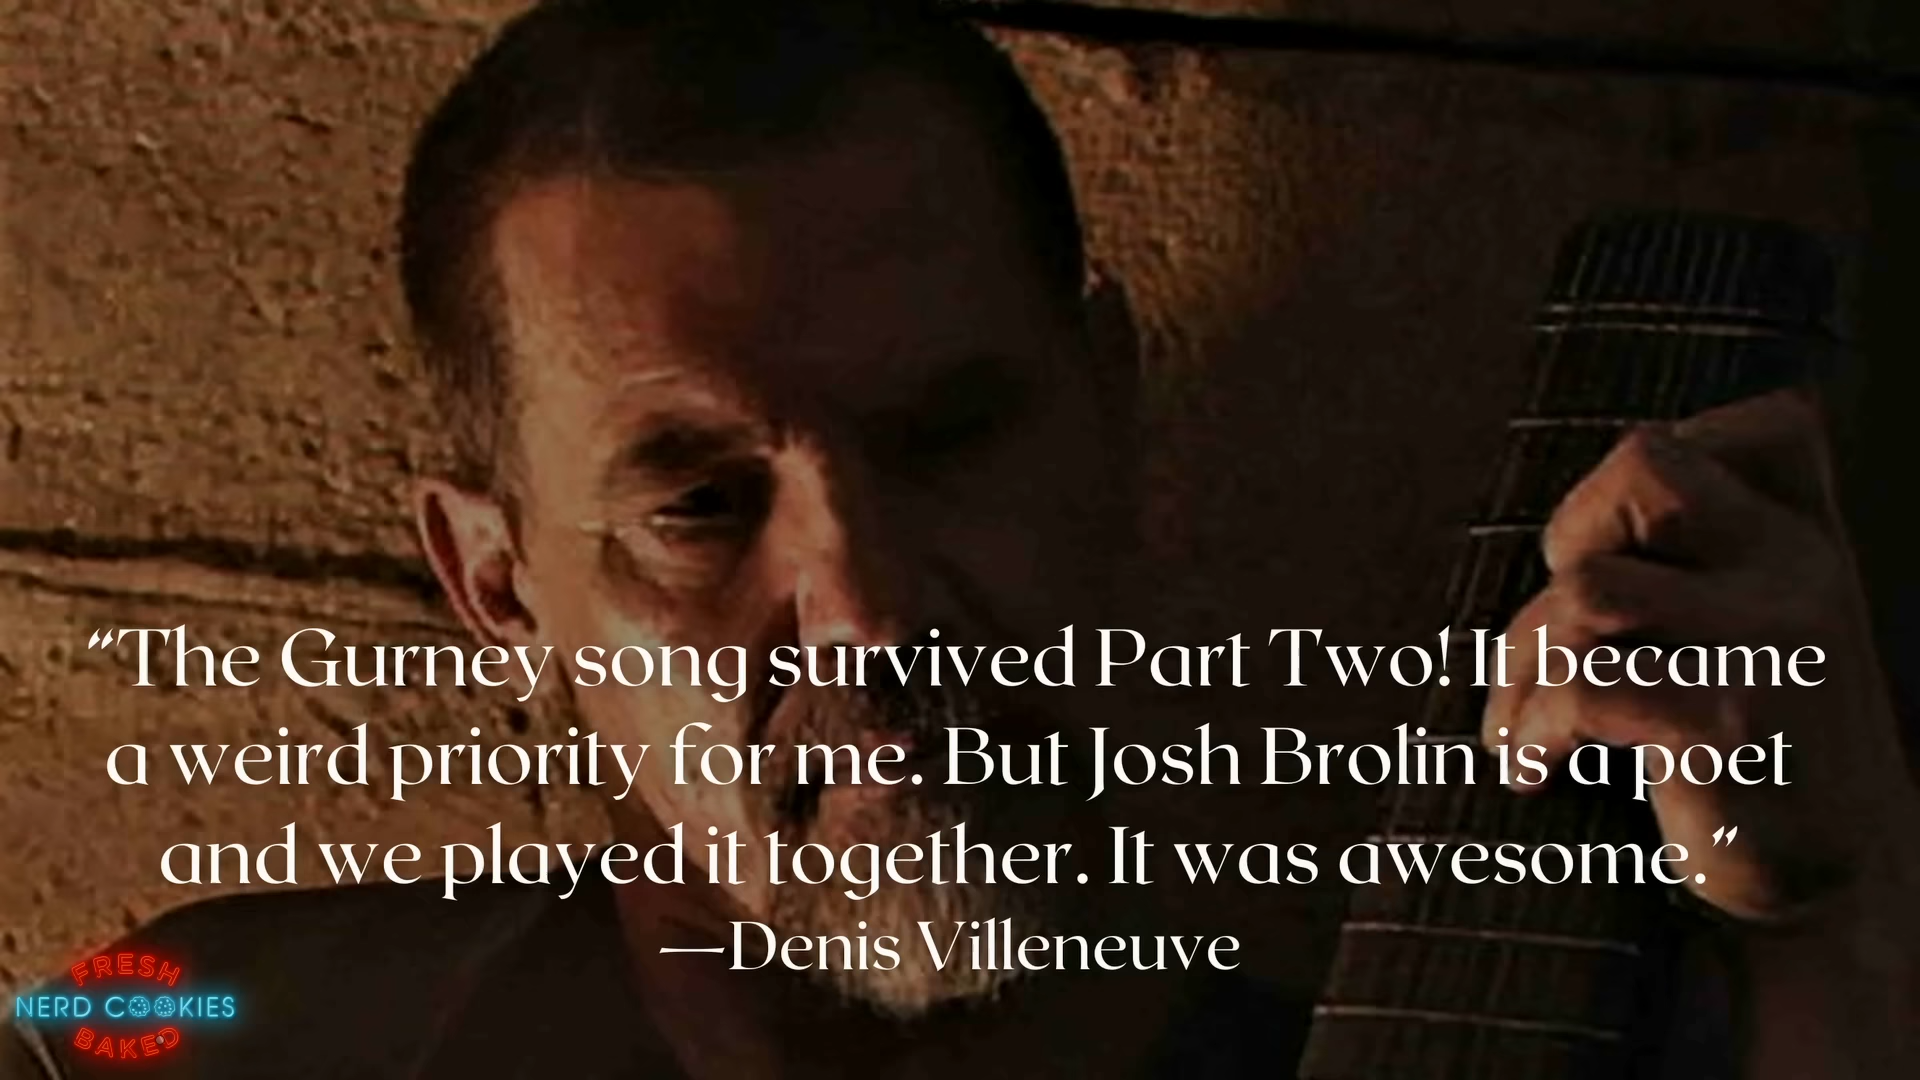 “The Gurney song survived Part Two! It became
a weird priority for me. But Josh Brolin is a poet
and we played it together. It was awesome.”
—Denis Villeneuve
FRESH
NERD COOKIES
BAKED